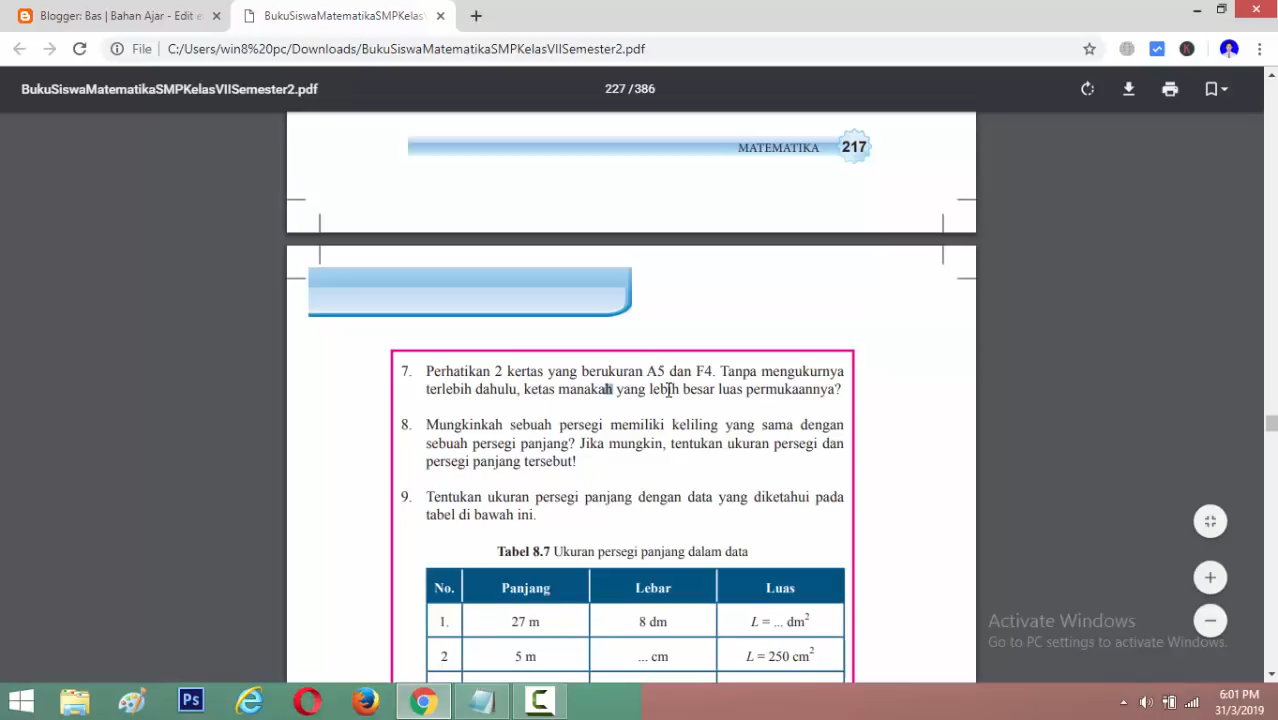 Blogger: Bas | Bahan Ajar - Edit e
BukuSiswaMatematikaSMPKelasV
File
C:/Users/win8%20pc/Downloads/BukuSiswaMatematikaSMPKelasVIISemester2.pdf
BukuSiswaMatematikaSMPKelasVIISemester2.pdf
227 /386
MATEMATIKA 217
7. Perhatikan 2 kertas yang berukuran A5 dan F4. Tanpa mengukurnya
terlebih dahulu, ketas manakah yang lebih besar luas permukaannya?
8. Mungkinkah sebuah persegi memiliki keliling yang sama dengan
sebuah persegi panjang? Jika mungkin, tentukan ukuran persegi dan
persegi panjang tersebut!
9. Tentukan ukuran persegi panjang dengan data yang diketahui pada
tabel di bawah ini.
Tabel 8.7 Ukuran persegi panjang dalam data
No. Panjang Lebar Luas
1. 27 m 8 dm L = ... dm²
2 5 m ... cm L = 250 cm²
Activate Windows
Go to PC settings to activate Windows.
Ps
6:01 PM
31/3/2019